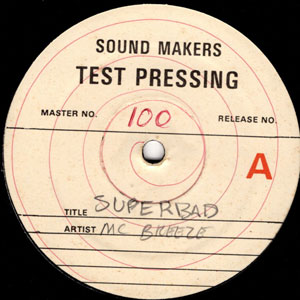 SOUND MAKERS
TEST PRESSING
MASTER NO. 100 RELEASE NO.
A
TITLE SUPERBAD
ARTIST MC BREEZE